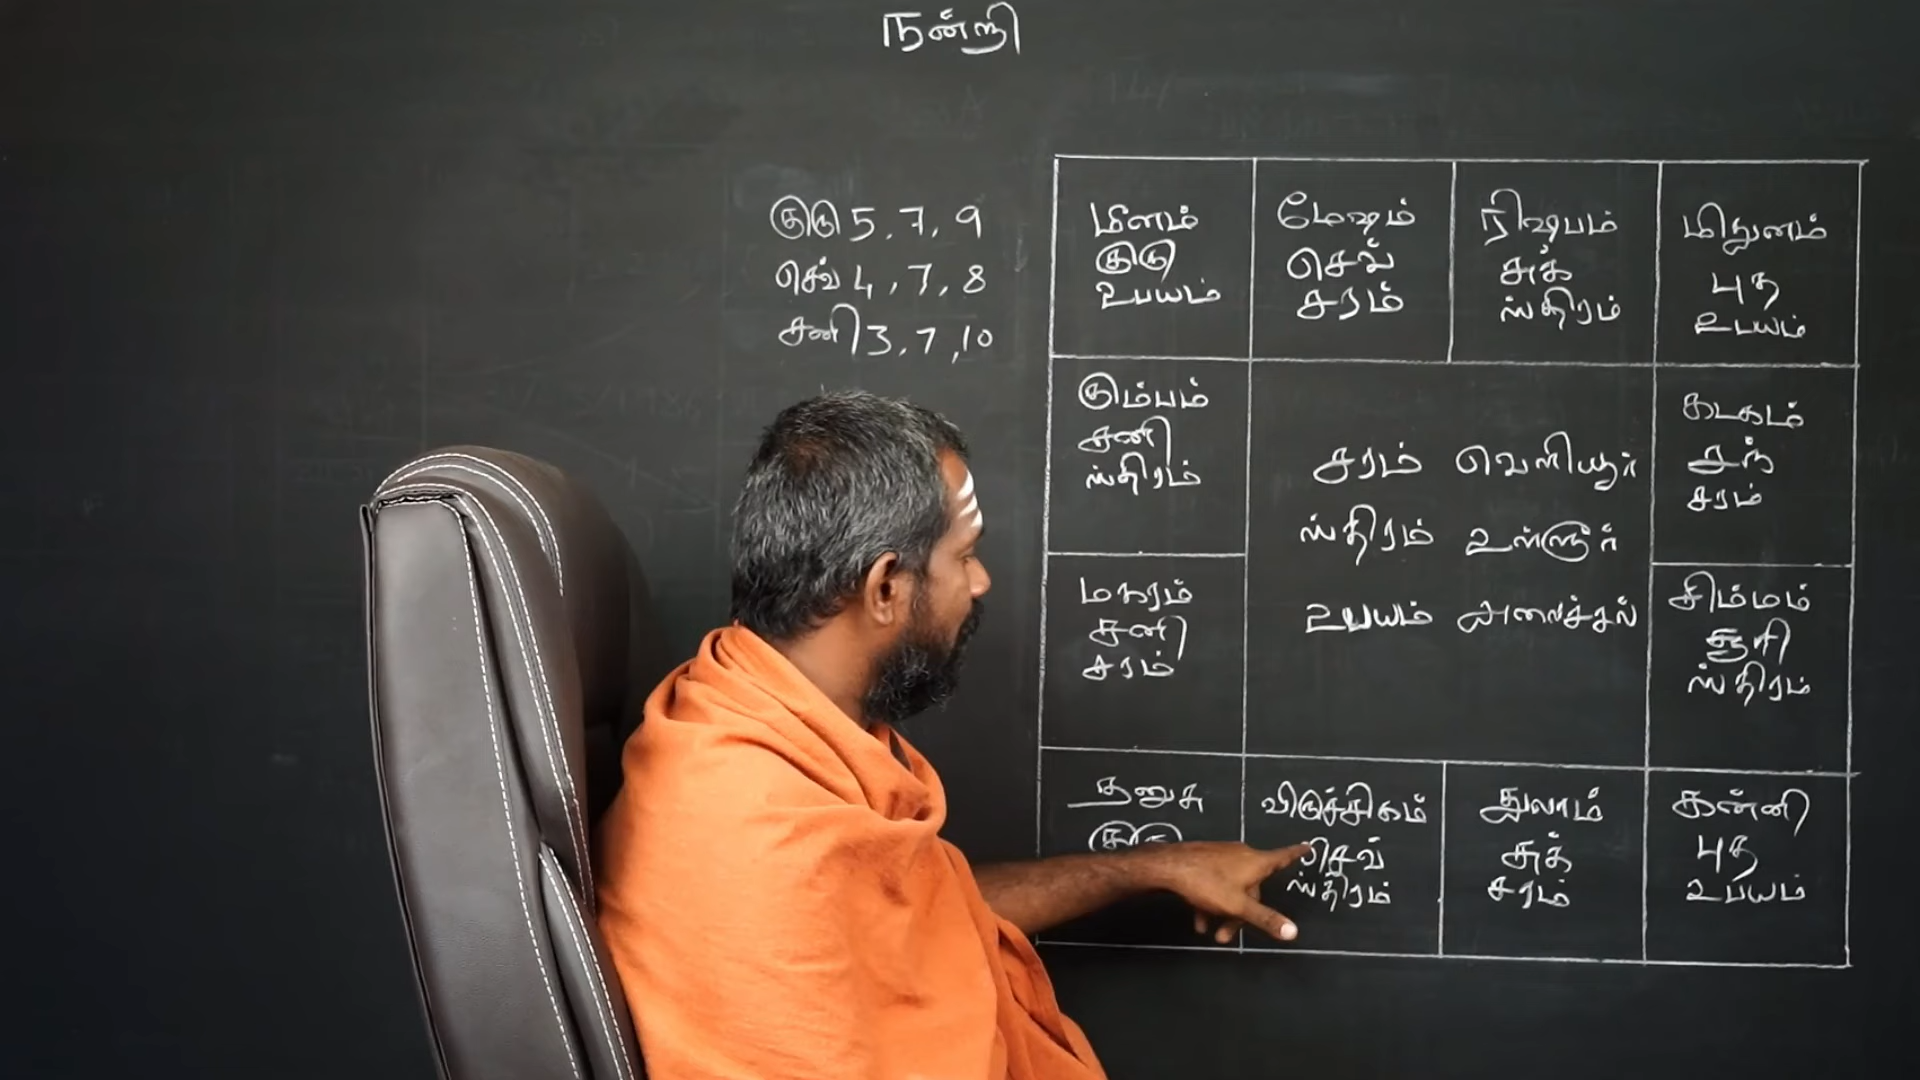 நன்றி
குரு 5, 7, 9
செவ் 4, 7, 8
சனி 3, 7, 10
மீனம்
குரு
உபயம்
மேஷம்
செவ்
சரம்
ரிஷபம்
சுக்
ஸ்திரம்
மிதுனம்
புத
உபயம்
கும்பம்
சனி
ஸ்திரம்
கடகம்
சந்
சரம்
சரம் வெளியூர்
ஸ்திரம் உள்ளூர்
உபயம் அலைச்சல்
மகரம்
சனி
சரம்
சிம்மம்
சூரி
ஸ்திரம்
தனுசு
குரு
விருச்சிகம்
செவ்
ஸ்திரம்
துலாம்
சுக்
சரம்
கன்னி
புத
உபயம்